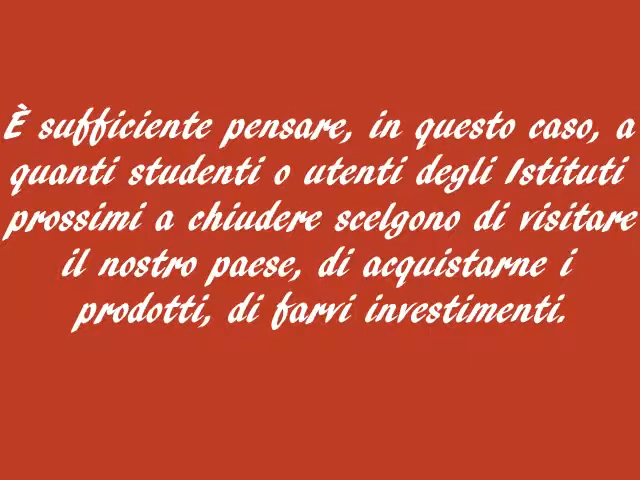 È sufficiente pensare, in questo caso, a
quanti studenti o utenti degli Istituti
prossimi a chiudere scelgono di visitare
il nostro paese, di acquistarne i
prodotti, di farvi investimenti.